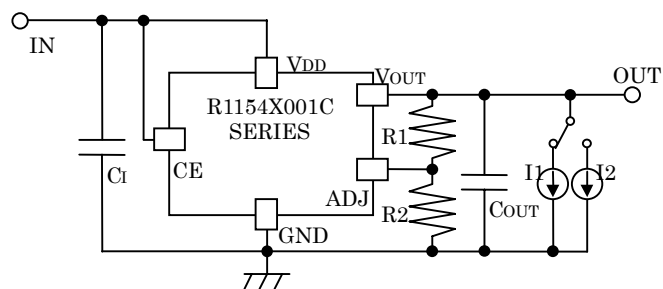 IN
VDD
VOUT
OUT
R1154X001C
SERIES
R1
CI
CE
I1
I2
ADJ
R2
COUT
GND